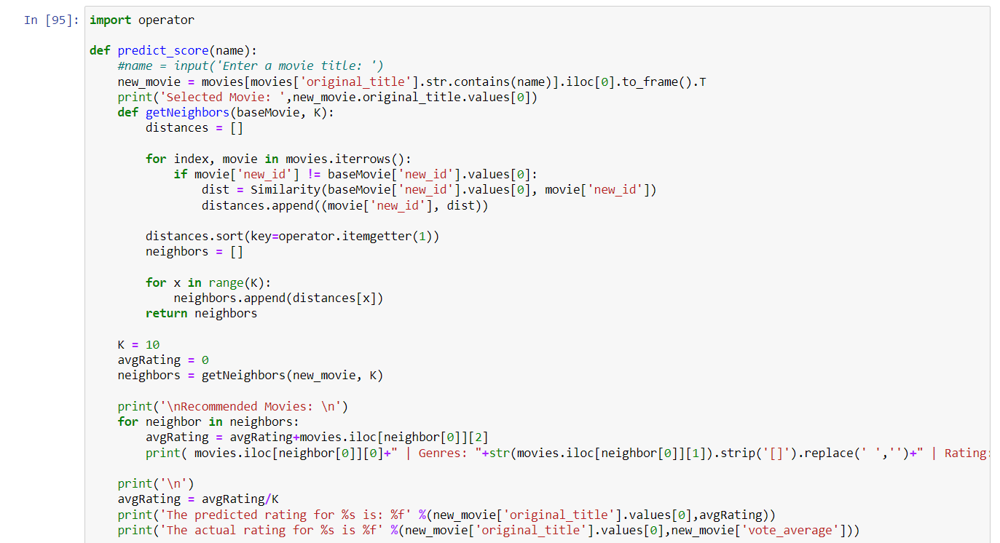 In [95]:
import operator
def predict_score(name):
#name = input('Enter a movie title: ')
new_movie = movies[movies['original_title'].str.contains(name)].iloc[0].to_frame().T
print('Selected Movie: ',new_movie.original_title.values[0])
def getNeighbors(baseMovie, K):
distances = []
for index, movie in movies.iterrows():
if movie['new_id'] != baseMovie['new_id'].values[0]:
dist = Similarity(baseMovie['new_id'].values[0], movie['new_id'])
distances.append((movie['new_id'], dist))
distances.sort(key=operator.itemgetter(1))
neighbors = []
for x in range(K):
neighbors.append(distances[x])
return neighbors
K = 10
avgRating = 0
neighbors = getNeighbors(new_movie, K)
print('\nRecommended Movies: \n')
for neighbor in neighbors:
avgRating = avgRating+movies.iloc[neighbor[0]][2]
print( movies.iloc[neighbor[0]][0]+" | Genres: "+str(movies.iloc[neighbor[0]][1]).strip('[]').replace(' ','')+" | Rating:
print('\n')
avgRating = avgRating/K
print('The predicted rating for %s is: %f' %(new_movie['original_title'].values[0],avgRating))
print('The actual rating for %s is %f' %(new_movie['original_title'].values[0],new_movie['vote_average']))